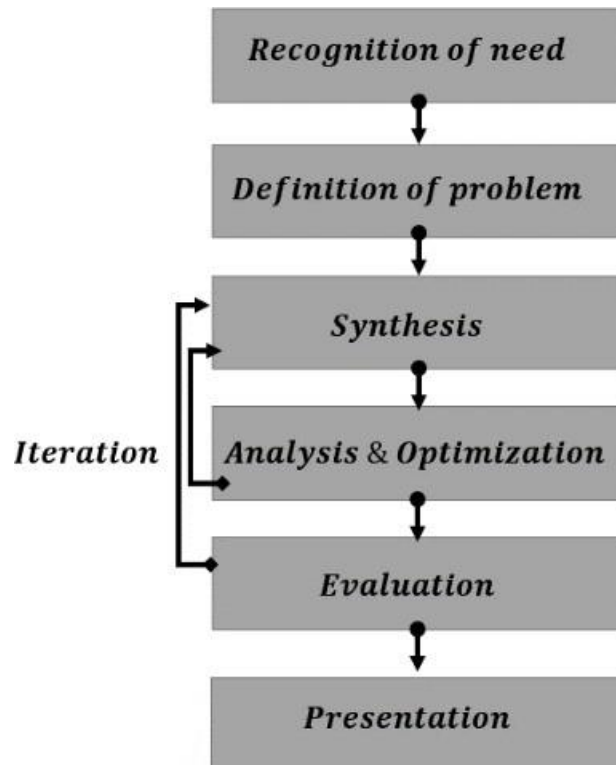 Recognition of need
Definition of problem
Synthesis
Iteration
Analysis & Optimization
Evaluation
Presentation